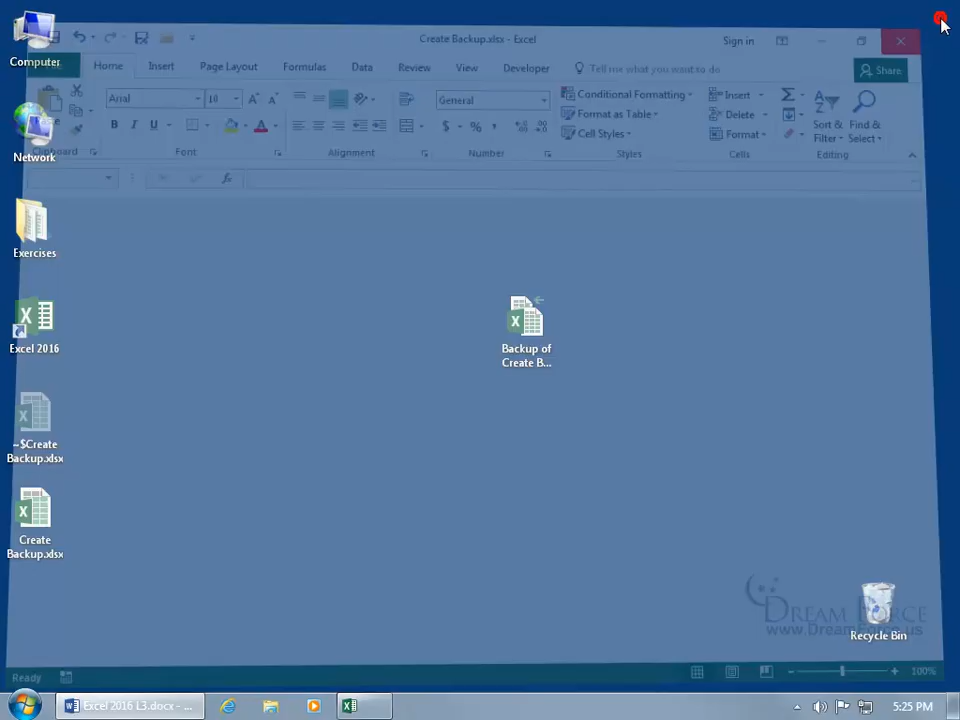 Create Backup.xlsx - Excel
Sign in
Home
Insert
Page Layout
Formulas
Data
Review
View
Developer
Tell me what you want to do
Share
Arial
10
General
Conditional Formatting
Format as Table
Cell Styles
Insert
Delete
Format
Sort &
Filter
Find &
Select
Clipboard
Font
Alignment
Number
Styles
Cells
Editing
Computer
Network
Exercises
Excel 2016
~$Create
Backup.xlsx
Create
Backup.xlsx
Backup of
Create B...
DREAM FORCE
www.DreamForce.us
Recycle Bin
Ready
100%
Excel 2016 L3.docx - ...
5:25 PM